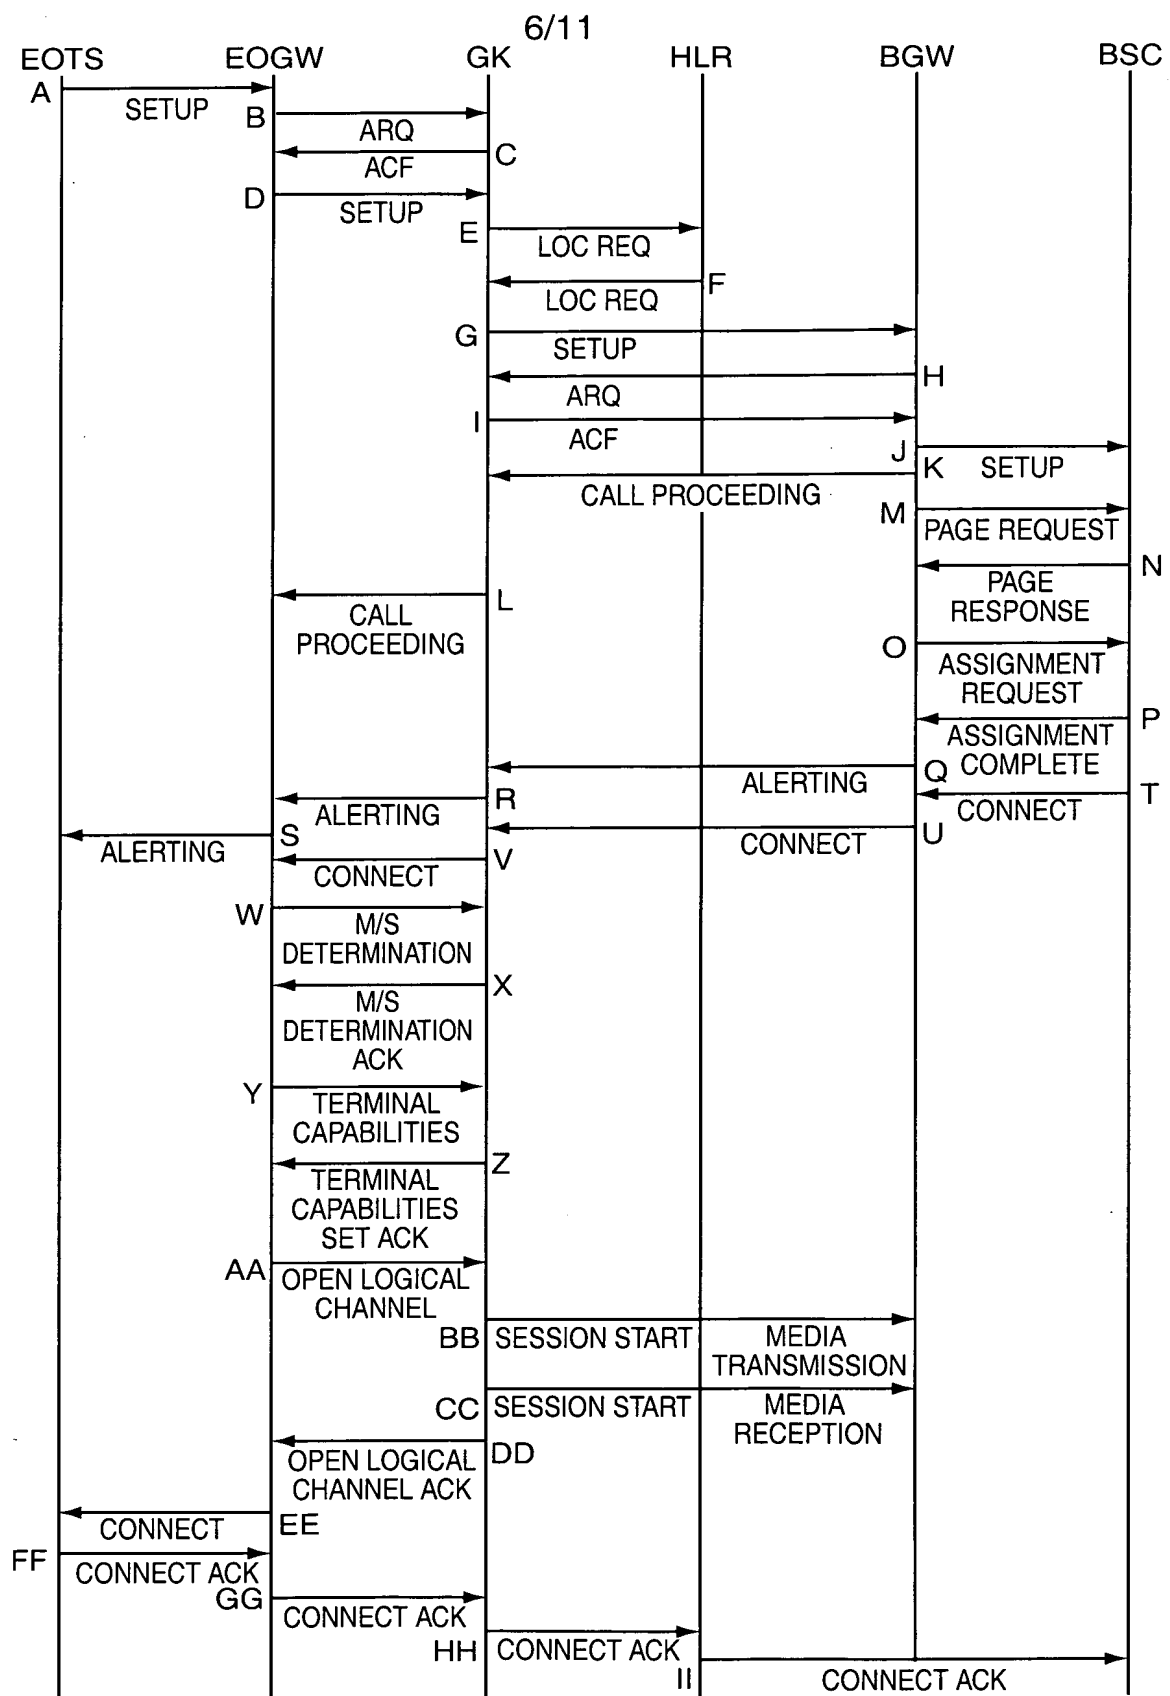 6/11
EOTS EOGW GK HLR BGW BSC
A
SETUP
B
ARQ
C
ACF
D
SETUP
E
LOC REQ
F
LOC REQ
G
SETUP
H
ARQ
I
ACF
J
SETUP
K
CALL PROCEEDING
M
PAGE REQUEST
N
PAGE
RESPONSE
L
CALL
PROCEEDING
O
ASSIGNMENT
REQUEST
P
ASSIGNMENT
COMPLETE
Q
ALERTING
R
ALERTING
T
CONNECT
S
ALERTING
U
CONNECT
V
CONNECT
W
M/S
DETERMINATION
X
M/S
DETERMINATION
ACK
Y
TERMINAL
CAPABILITIES
Z
TERMINAL
CAPABILITIES
SET ACK
AA
OPEN LOGICAL
CHANNEL
BB
SESSION START
MEDIA
TRANSMISSION
CC
SESSION START
MEDIA
RECEPTION
DD
OPEN LOGICAL
CHANNEL ACK
EE
CONNECT
FF
CONNECT ACK
GG
CONNECT ACK
HH
CONNECT ACK
II
CONNECT ACK